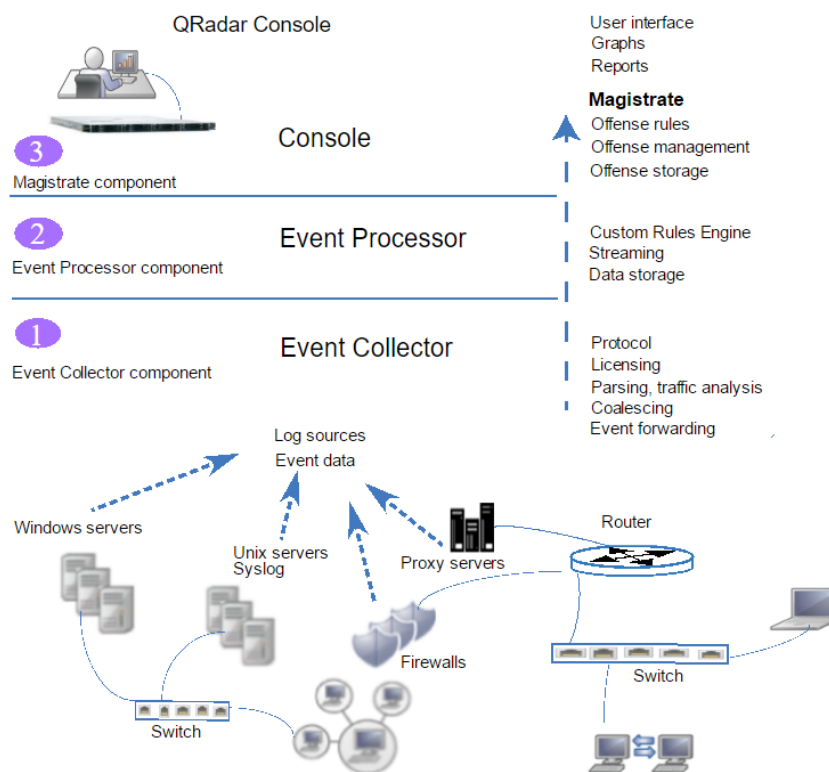 QRadar Console
User interface
Graphs
Reports
Magistrate
Offense rules
Offense management
Offense storage
Console
3
Magistrate component
2
Event Processor
Event Processor component
Custom Rules Engine
Streaming
Data storage
1
Event Collector
Event Collector component
Protocol
Licensing
Parsing, traffic analysis
Coalescing
Event forwarding
Log sources
Event data
Windows servers
Unix servers
Syslog
Proxy servers
Router
Firewalls
Switch
Switch